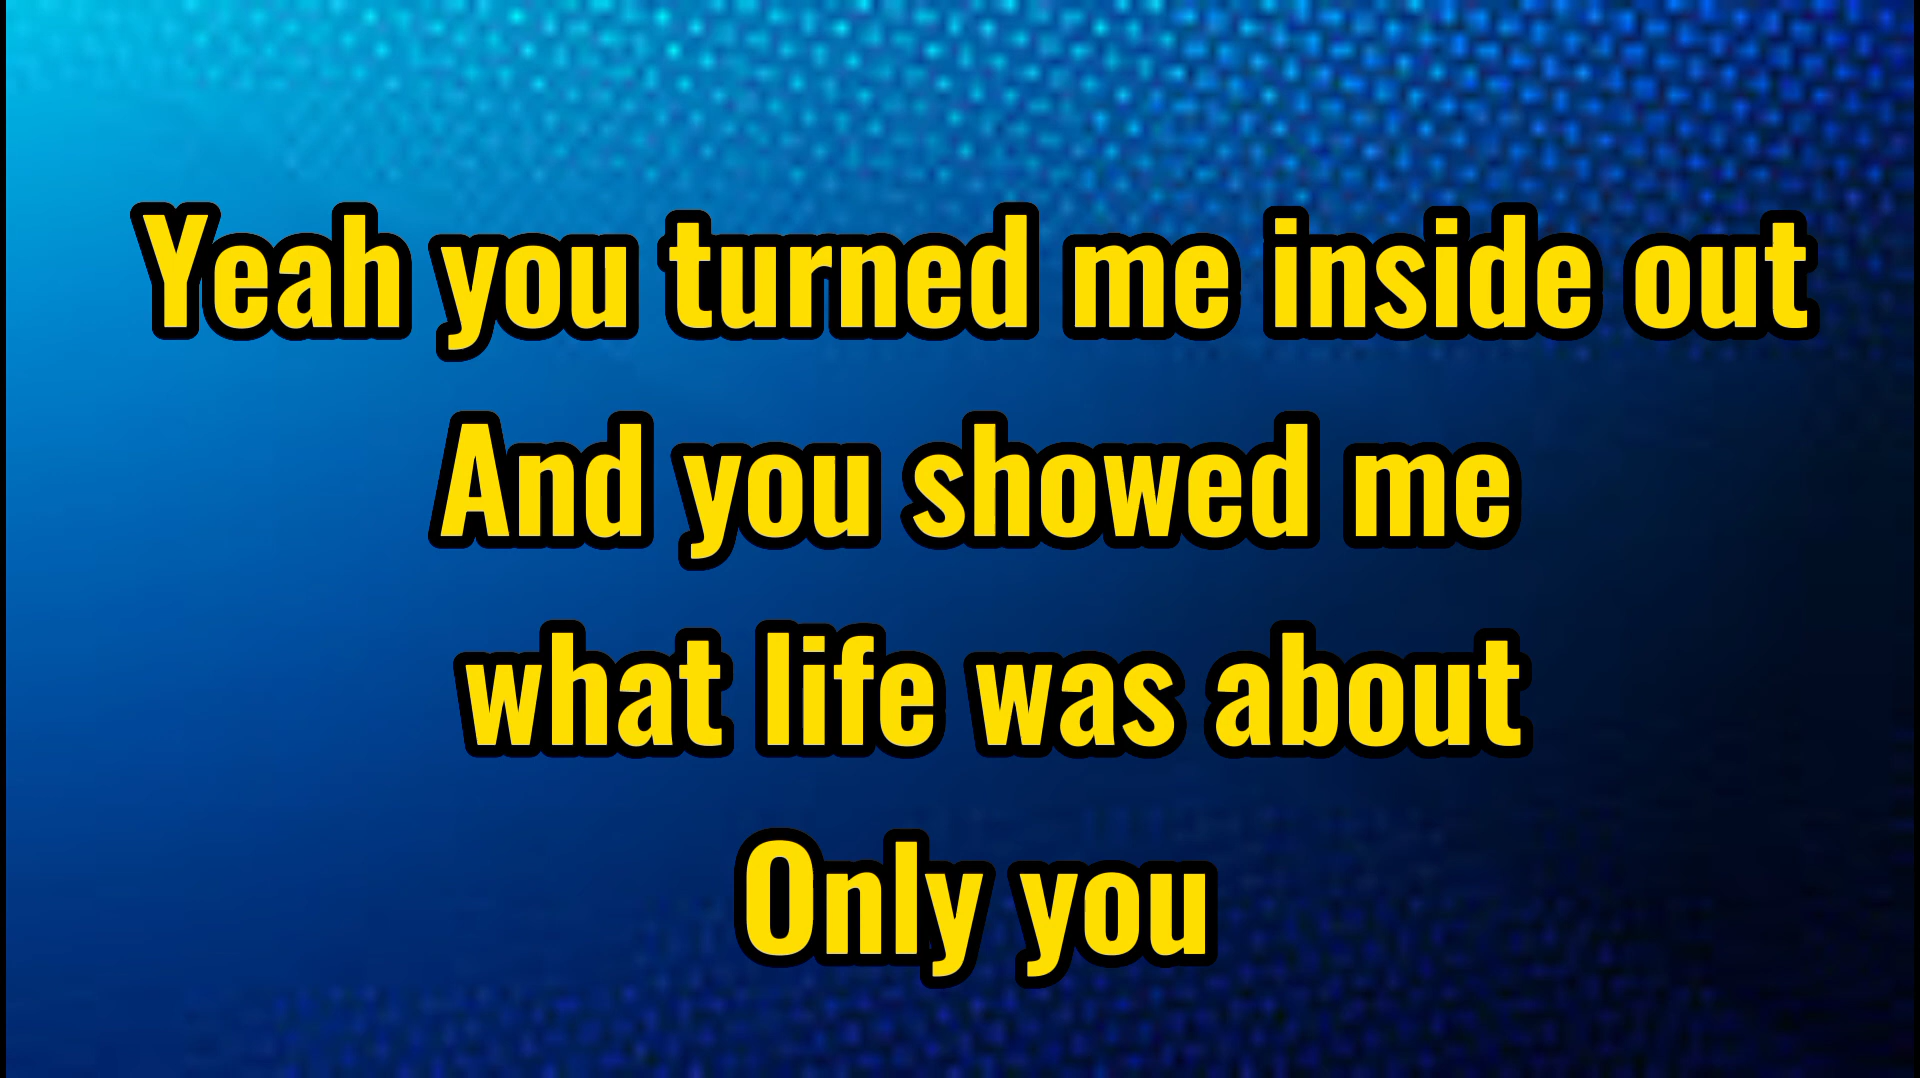 Yeah you turned me inside out
And you showed me
what life was about
Only you